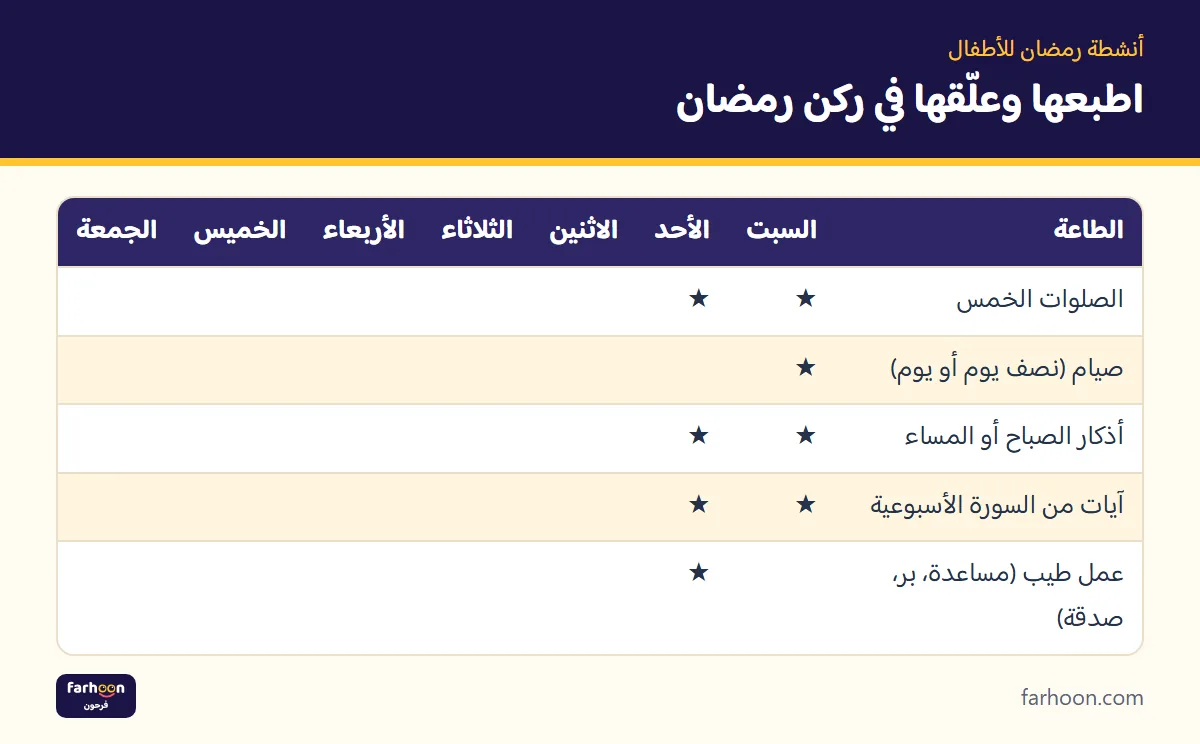 أنشطة رمضان للأطفال
اطبعها وعلّقها في ركن رمضان
الطاعة السبت الأحد الاثنين الثلاثاء الأربعاء الخميس الجمعة
الصلوات الخمس ★ ★
صيام (نصف يوم أو يوم) ★
أذكار الصباح أو المساء ★ ★
آيات من السورة الأسبوعية ★ ★
عمل طيب (مساعدة، بر، ★
صدقة)
farhoon.com
farhoon
فرحون